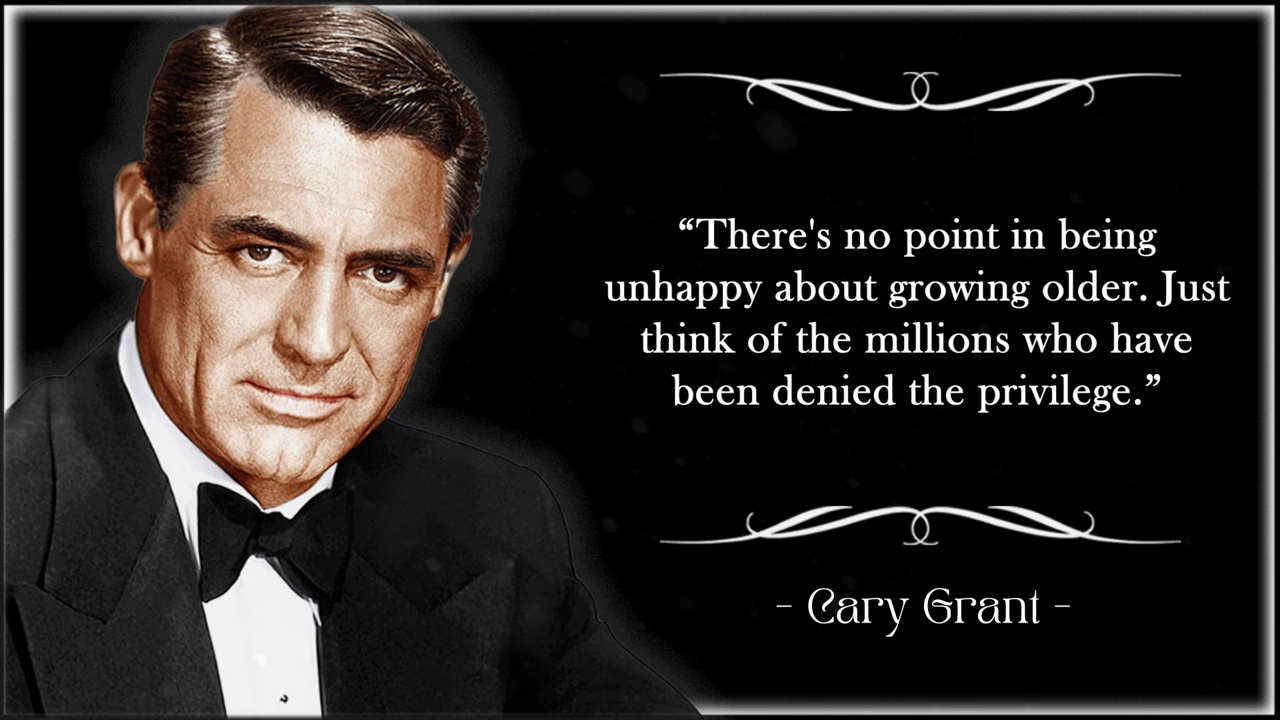 “There's no point in being
unhappy about growing older. Just
think of the millions who have
been denied the privilege.”
- Cary Grant -